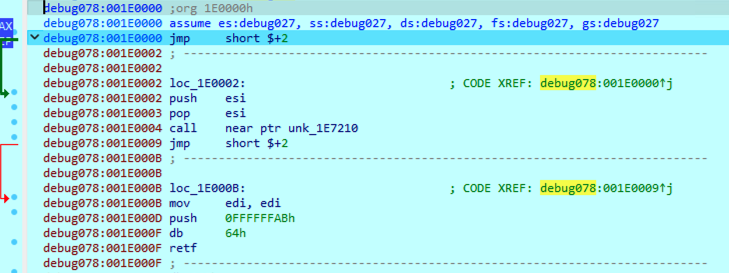 debug078:001E0000 ;org 1E0000h
debug078:001E0000 assume es:debug027, ss:debug027, ds:debug027, fs:debug027, gs:debug027
debug078:001E0000 jmp     short $+2
debug078:001E0002 ; ---------------------------------------------------------------------------
debug078:001E0002
debug078:001E0002 loc_1E0002:                             ; CODE XREF: debug078:001E0000↑j
debug078:001E0002 push    esi
debug078:001E0003 pop     esi
debug078:001E0004 call    near ptr unk_1E7210
debug078:001E0009 jmp     short $+2
debug078:001E000B ; ---------------------------------------------------------------------------
debug078:001E000B
debug078:001E000B loc_1E000B:                             ; CODE XREF: debug078:001E0009↑j
debug078:001E000B mov     edi, edi
debug078:001E000D push    0FFFFFFABh
debug078:001E000F db      64h
debug078:001E000F retf
debug078:001E000F ; ---------------------------------------------------------------------------
AX